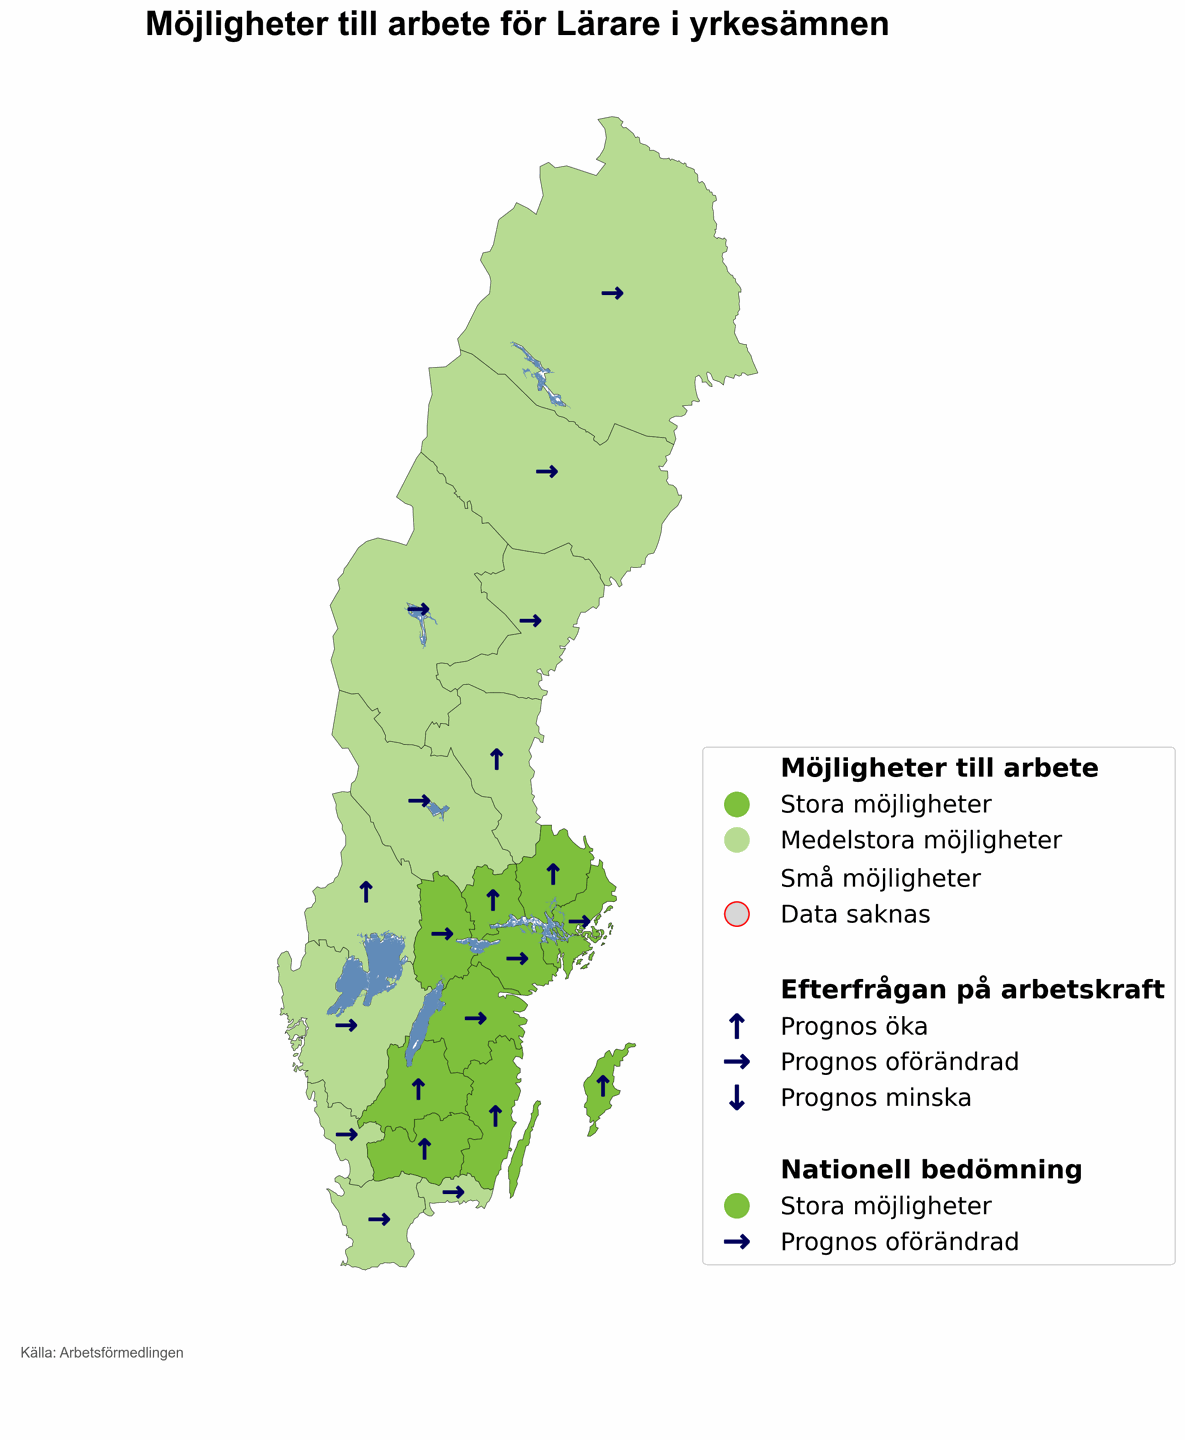 Möjligheter till arbete för Lärare i yrkesämnen
Möjligheter till arbete
Stora möjligheter
Medelstora möjligheter
Små möjligheter
Data saknas
Efterfrågan på arbetskraft
Prognos öka
Prognos oförändrad
Prognos minska
Nationell bedömning
Stora möjligheter
Prognos oförändrad
Källa: Arbetsförmedlingen